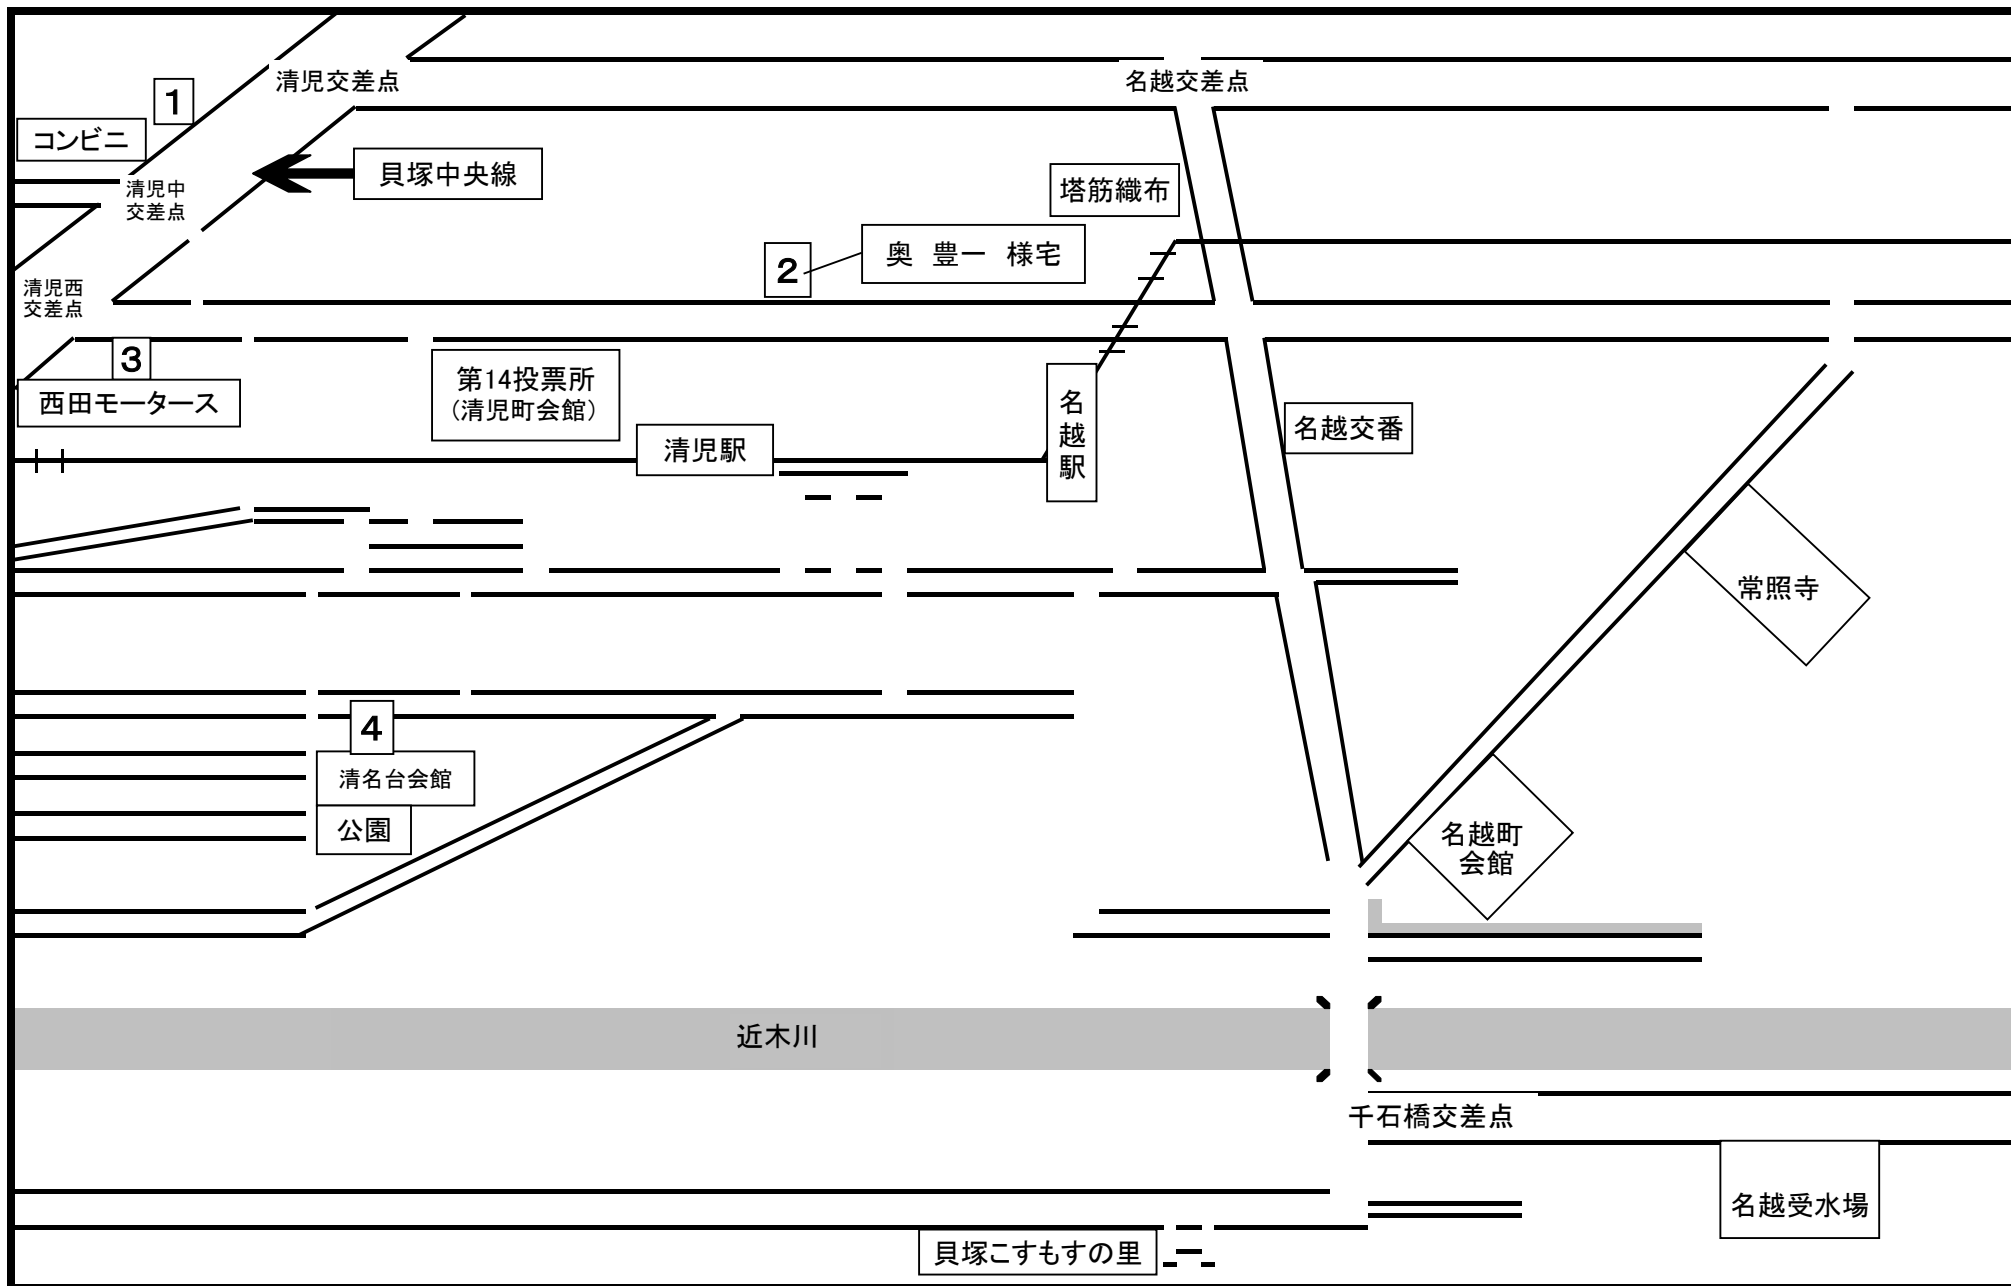 清児交差点
名越交差点
1
コンビニ
貝塚中央線
清児中
交差点
塔筋織布
2
奥 豊一 様宅
清児西
交差点
3
西田モータース
第14投票所
(清児町会館)
名越駅
清児駅
名越交番
常照寺
4
清名台会館
公園
名越町
会館
近木川
千石橋交差点
名越受水場
貝塚こすもすの里